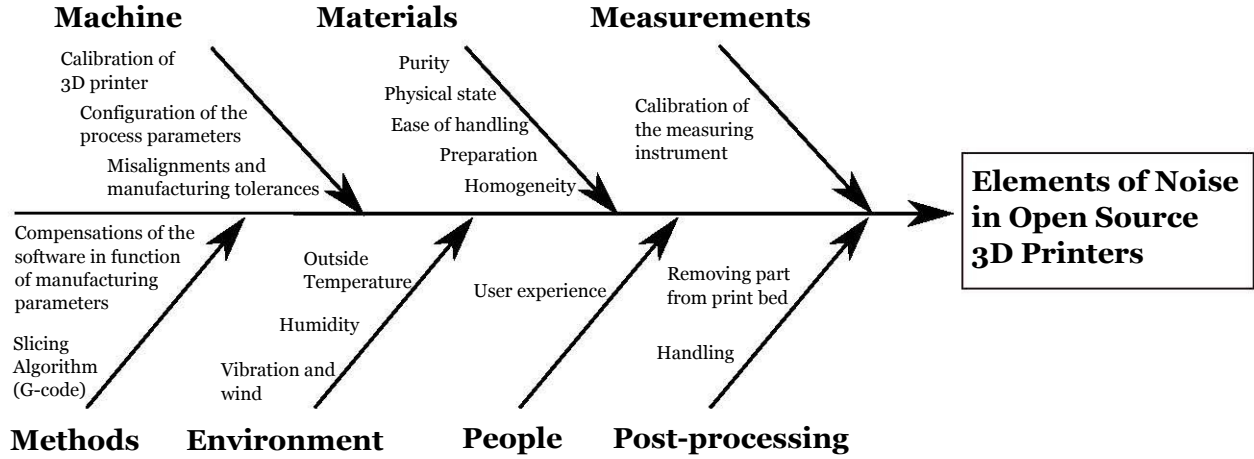 Machine
Calibration of
3D printer
Configuration of the
process parameters
Misalignments and
manufacturing tolerances
Materials
Purity
Physical state
Ease of handling
Preparation
Homogeneity
Measurements
Calibration of
the measuring
instrument
Elements of Noise
in Open Source
3D Printers
Compensations of the
software in function
of manufacturing
parameters
Slicing
Algorithm
(G-code)
Methods
Outside
Temperature
Humidity
Vibration and
wind
Environment
User experience
People
Removing part
from print bed
Handling
Post-processing